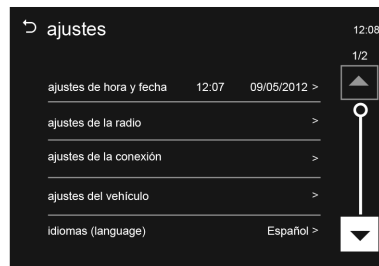 ajustes
12:08
1/2
ajustes de hora y fecha 12:07 09/05/2012 >
ajustes de la radio >
ajustes de la conexión >
ajustes del vehículo >
idiomas (language) Español >